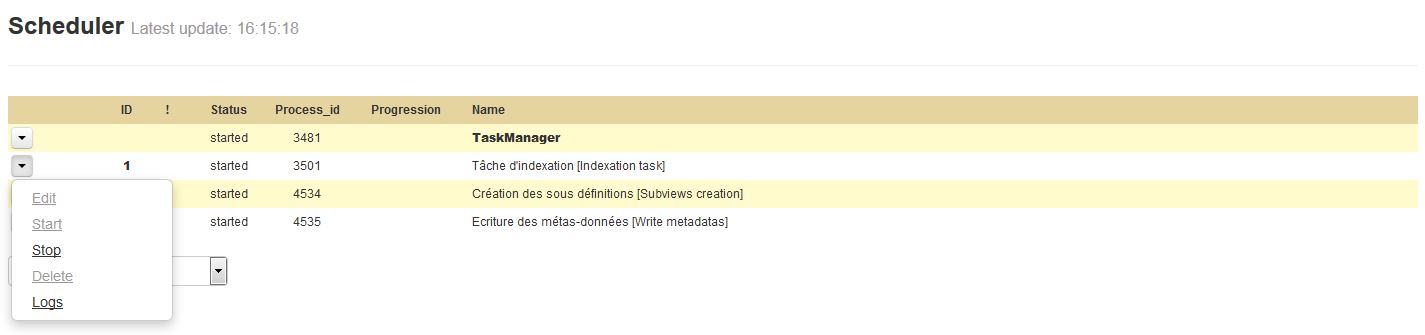 Scheduler Latest update: 16:15:18
ID ! Status Process_id Progression Name
started 3481 TaskManager
1 started 3501 Tâche d'indexation [Indexation task]
started 4534 Création des sous définitions [Subviews creation]
started 4535 Ecriture des métas-données [Write metadatas]
Edit
Start
Stop
Delete
Logs